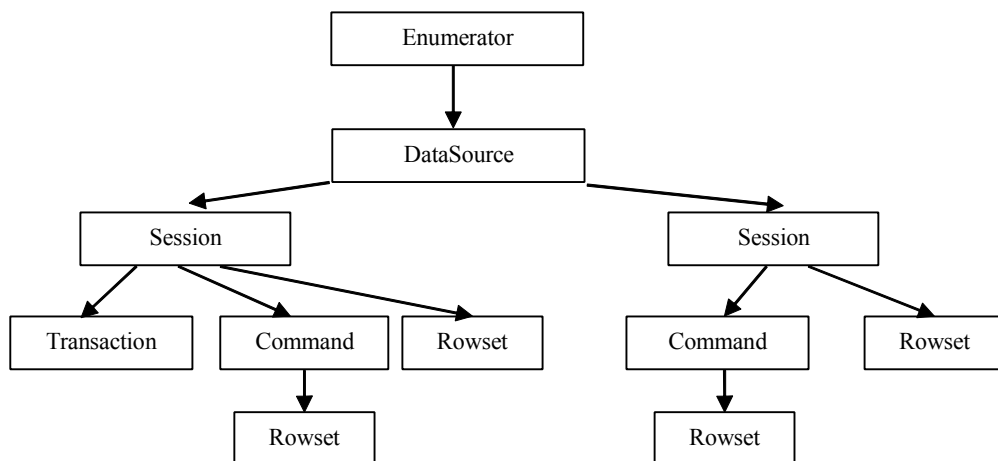 Enumerator
DataSource
Session
Session
Transaction
Command
Rowset
Command
Rowset
Rowset
Rowset